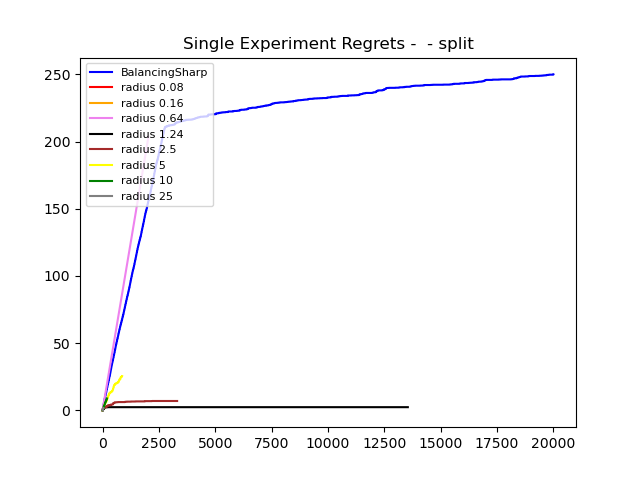 Single Experiment Regrets -  - split
250
200
150
100
50
0
BalancingSharp
radius 0.08
radius 0.16
radius 0.64
radius 1.24
radius 2.5
radius 5
radius 10
radius 25
0 2500 5000 7500 10000 12500 15000 17500 20000